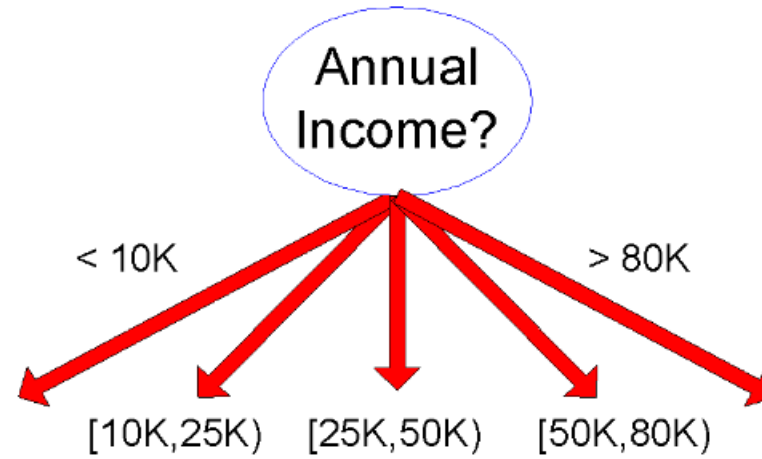 Annual
Income?
< 10K
> 80K
[10K,25K)
[25K,50K)
[50K,80K)